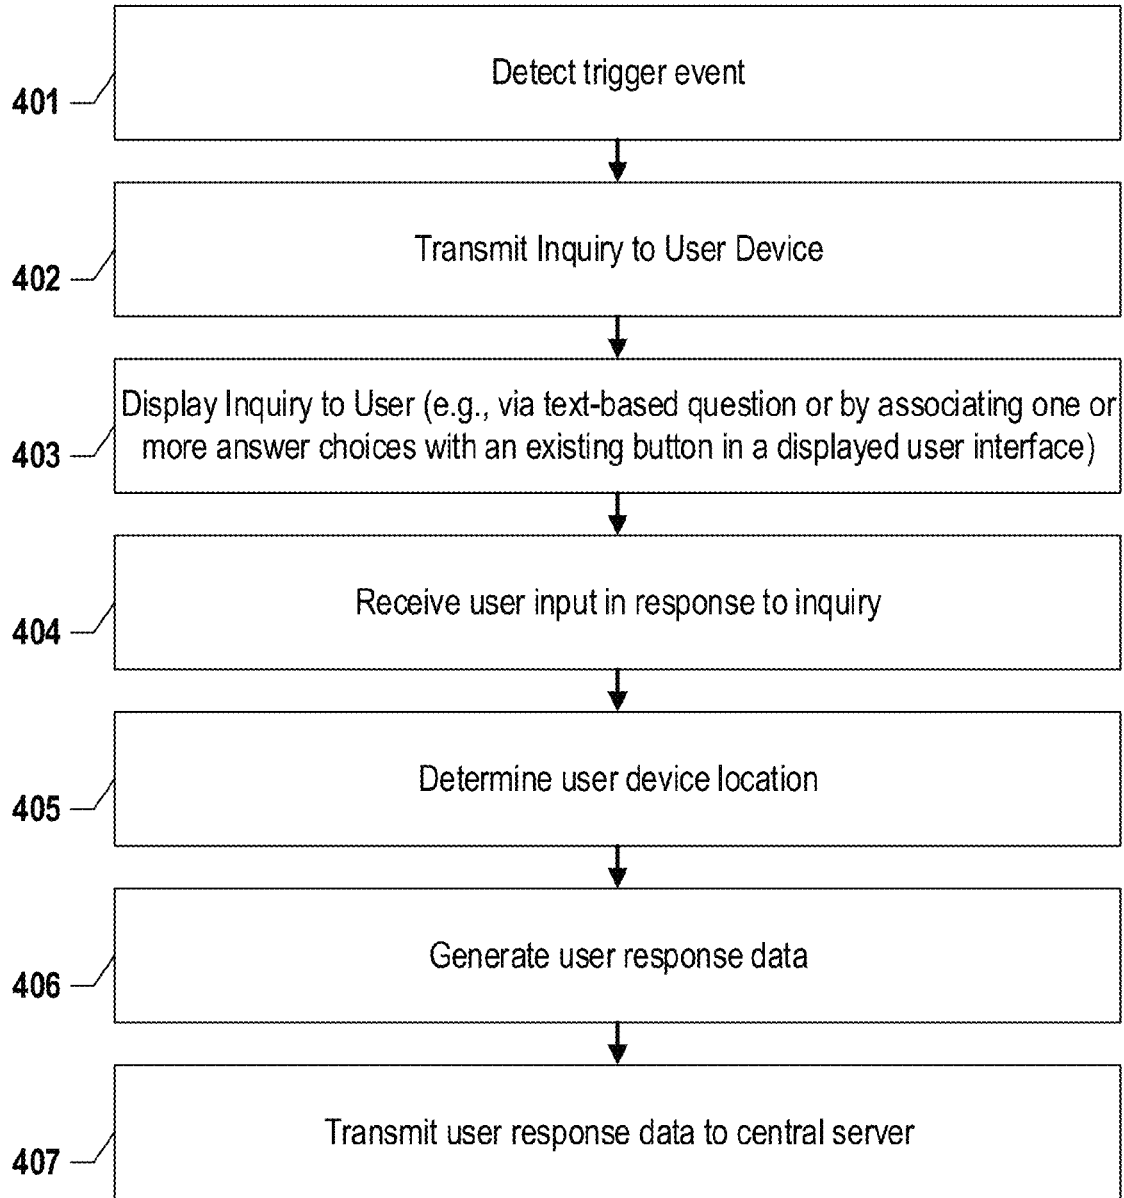 401
Detect trigger event
402
Transmit Inquiry to User Device
403
Display Inquiry to User (e.g., via text-based question or by associating one or
more answer choices with an existing button in a displayed user interface)
404
Receive user input in response to inquiry
405
Determine user device location
406
Generate user response data
407
Transmit user response data to central server